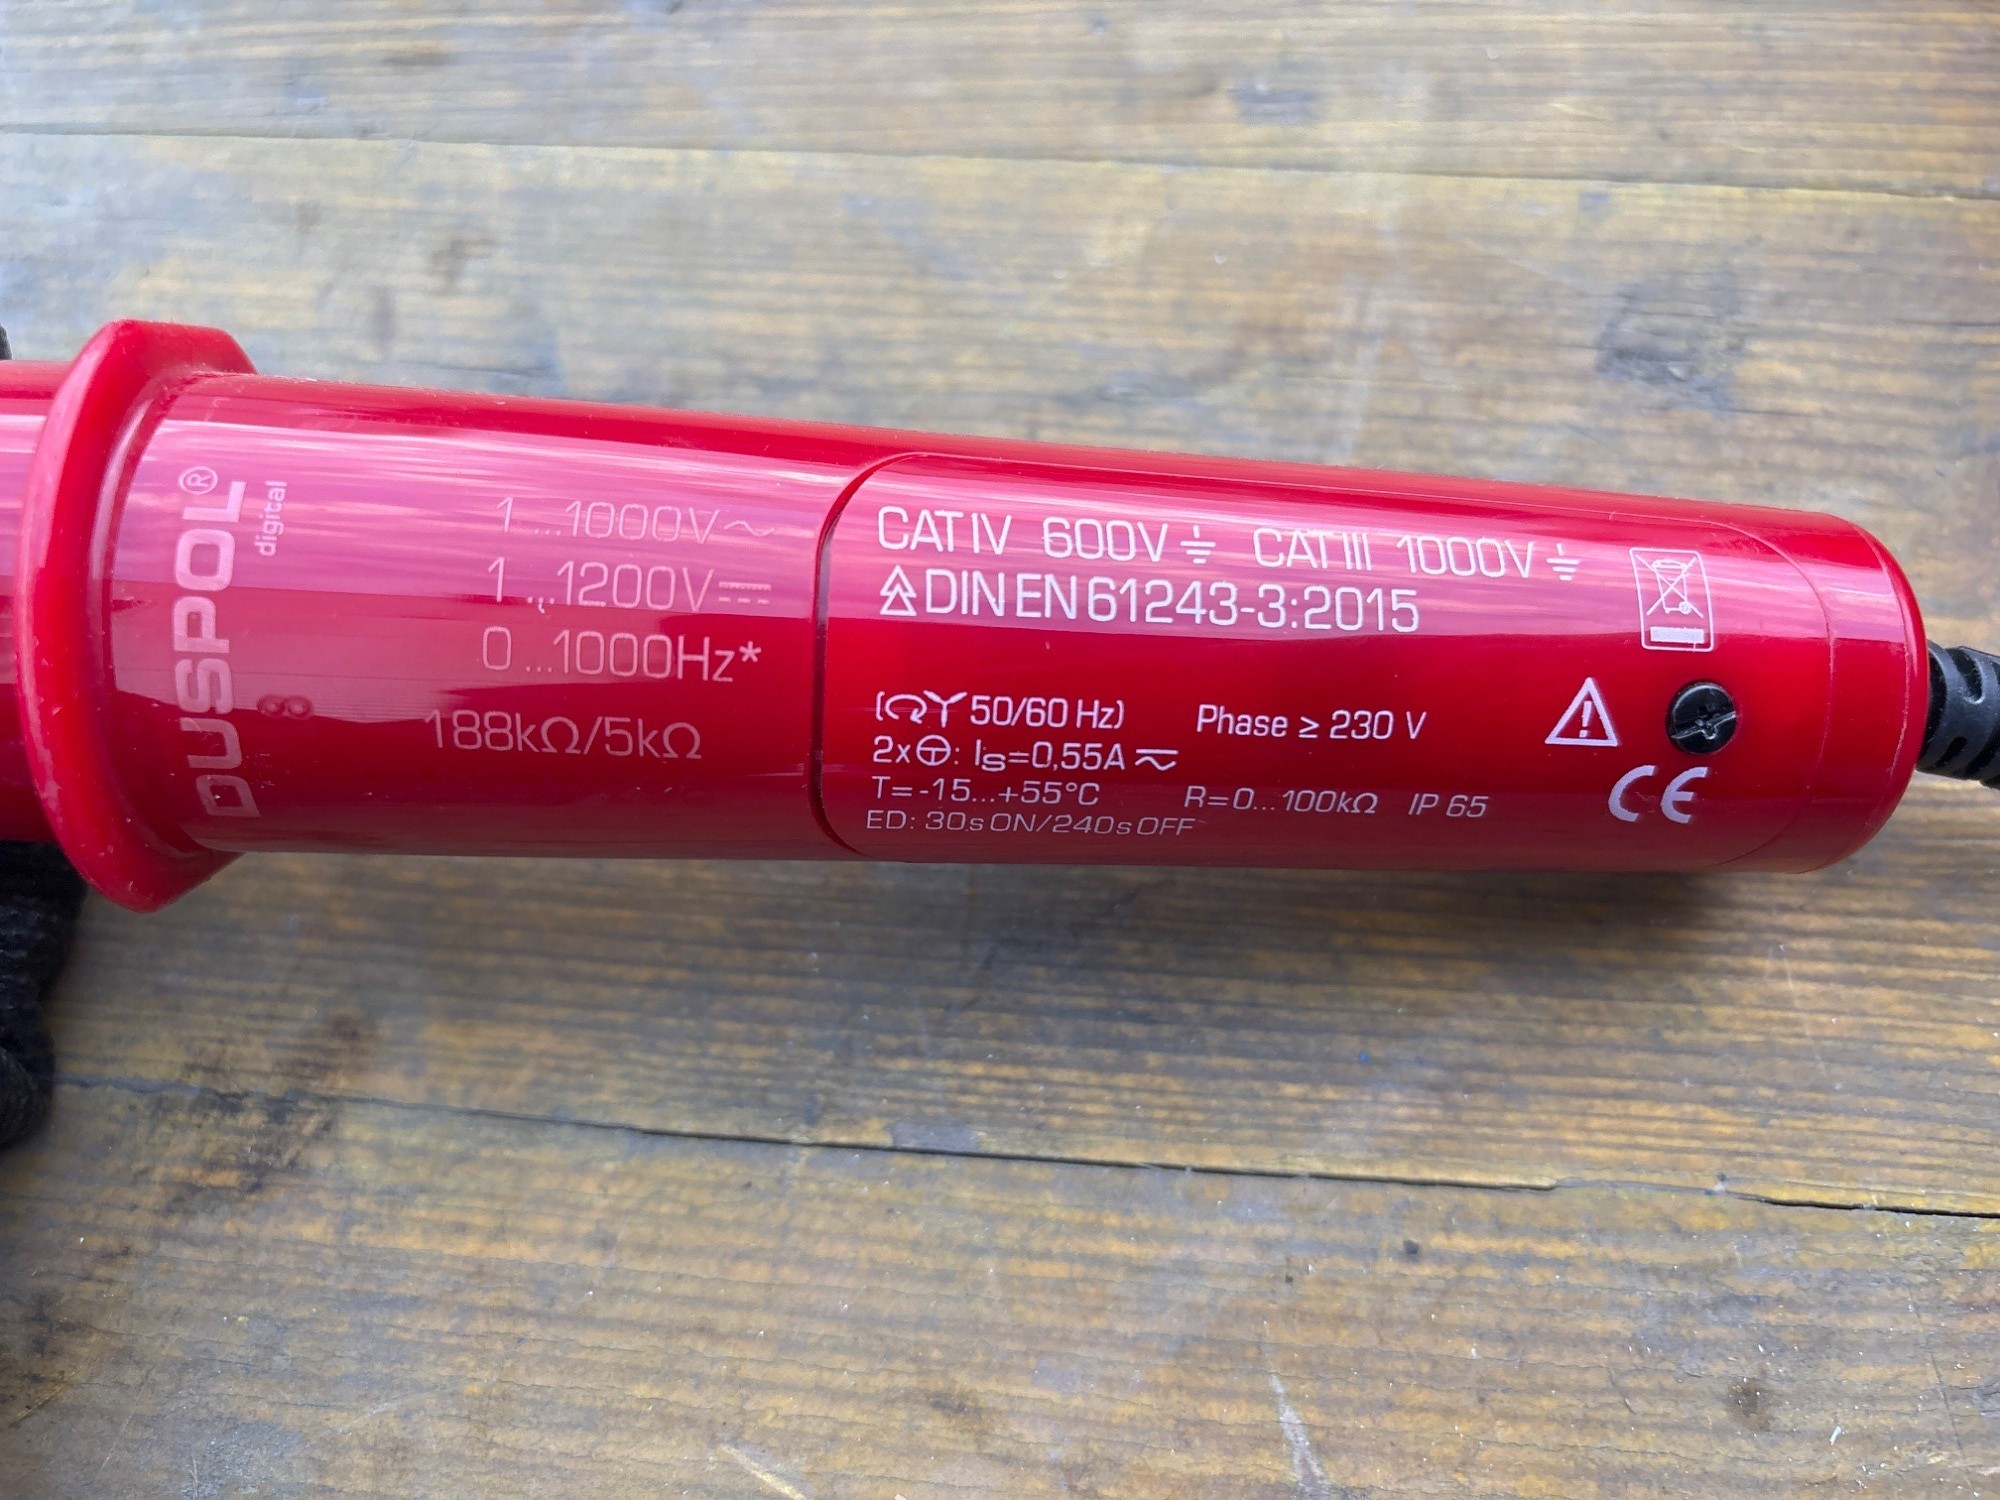 DUSPOL®
digital
8
1...1000V
1...1200V
0...1000Hz*
188kΩ/5kΩ
CAT IV 600V CAT III 1000V
DIN EN 61243-3:2015
(50/60 Hz) Phase ≥ 230 V
2x: Is=0,55A
T= -15...+55°C R=0...100kΩ IP 65
ED: 30s ON/240s OFF
CE